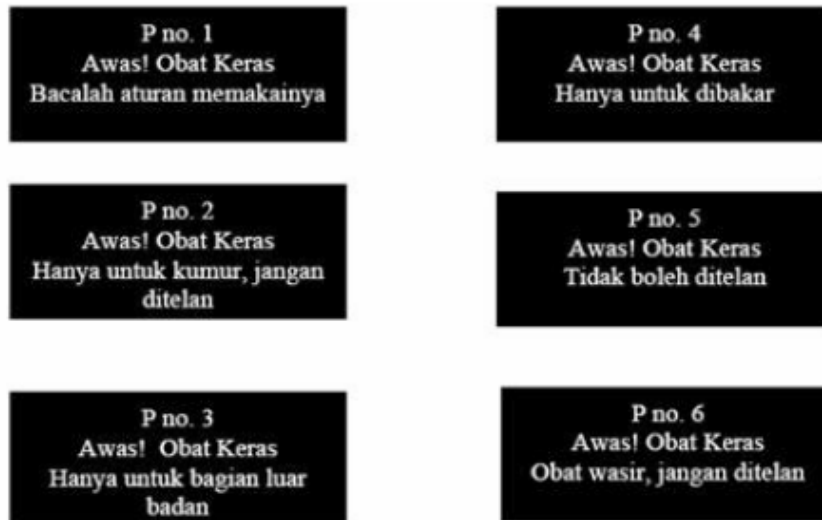 P no. 1
Awas! Obat Keras
Bacalah aturan memakainya
P no. 2
Awas! Obat Keras
Hanya untuk kumur, jangan
ditelan
P no. 3
Awas! Obat Keras
Hanya untuk bagian luar
badan
P no. 4
Awas! Obat Keras
Hanya untuk dibakar
P no. 5
Awas! Obat Keras
Tidak boleh ditelan
P no. 6
Awas! Obat Keras
Obat wasir, jangan ditelan